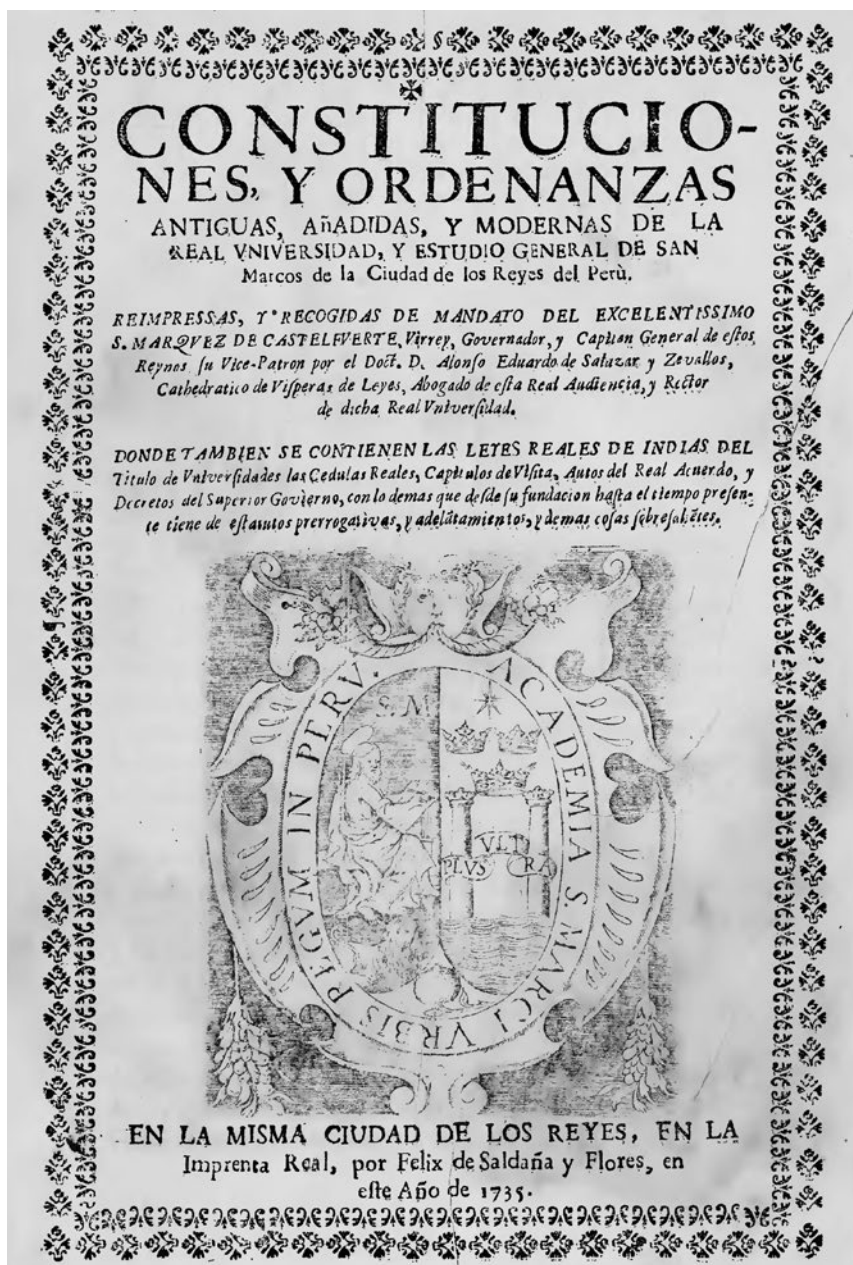 CONSTITUCIO-
NES, Y ORDENANZAS
ANTIGUAS, AñADIDAS, Y MODERNAS DE LA
REAL VNIVERSIDAD, Y ESTUDIO GENERAL DE SAN
Marcos de la Ciudad de los Reyes del Perù.
REIMPRESSAS, Y RECOGIDAS DE MANDATO DEL EXCELENTISSIMO
S. MARQVEZ DE CASTELFVERTE, Virrey, Governador, y Capitan General de eſtos
Reynos ſu Vice-Patron por el Doct. D. Alonſo Eduardo de Salazar y Zevallos,
Cathedratico de Viſperas de Leyes, Abogado de eſta Real Audiencia, y Rector
de dicha Real Vniverſidad.
DONDE TAMBIEN SE CONTIENEN LAS LEYES REALES DE INDIAS DEL
Titulo de Vniverſidades las Cedulas Reales, Capitulos de Viſita, Autos del Real Acuerdo, y
Decretos del Superior Govierno, con lo demas que deſde ſu fundacion haſta el tiempo preſen-
te tiene de eſtatutos prerrogativas, y adelãtamientos, y demas coſas ſobreſaliẽtes.
ACADEMIA S. MARCI VRBIS REGVM IN PERV.
S. M
PLVS VLT RA
EN LA MISMA CIUDAD DE LOS REYES, EN LA
Imprenta Real, por Felix de Saldaña y Flores, en
eſte Año de 1735.